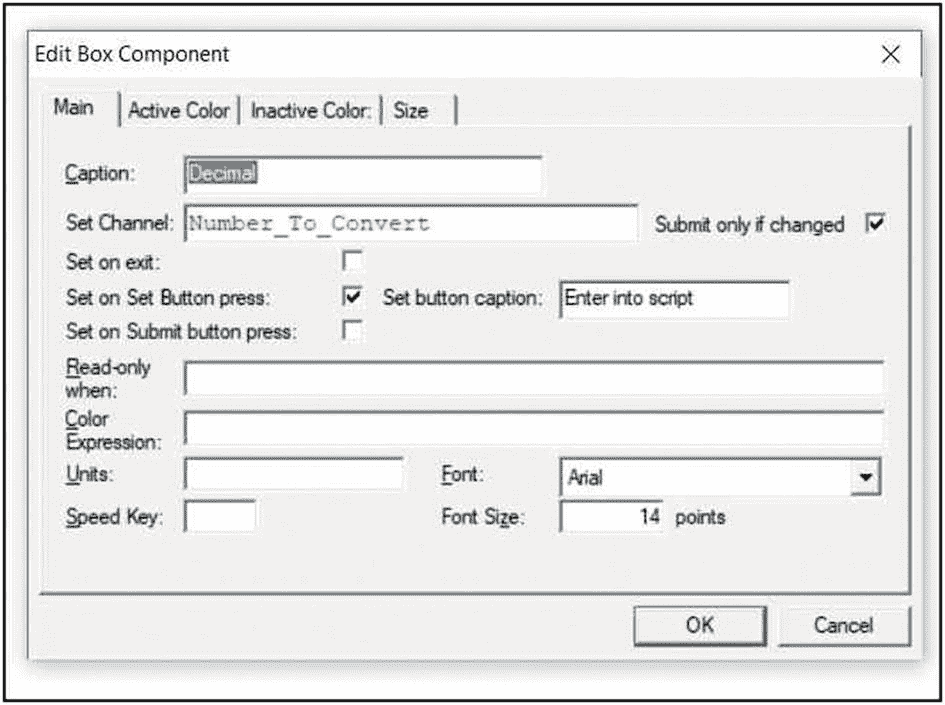 Edit Box Component
Main Active Color Inactive Color: Size
Caption: Decimal
Set Channel: Number_To_Convert Submit only if changed
Set on exit:
Set on Set Button press: Set button caption: Enter into script
Set on Submit button press:
Read-only
when:
Color
Expression:
Units: Font: Arial
Speed Key: Font Size: 14 points
OK Cancel